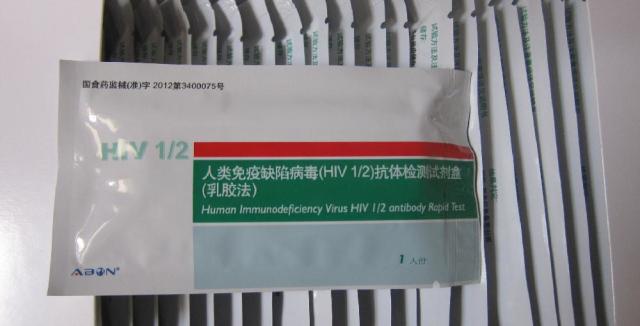 国食药监械(准)字 2012第3400075号
HIV 1/2
人类免疫缺陷病毒(HIV 1/2)抗体检测试剂盒
(乳胶法)
Human Immunodeficiency Virus HIV 1/2 antibody Rapid Test
ABON®
1 人份